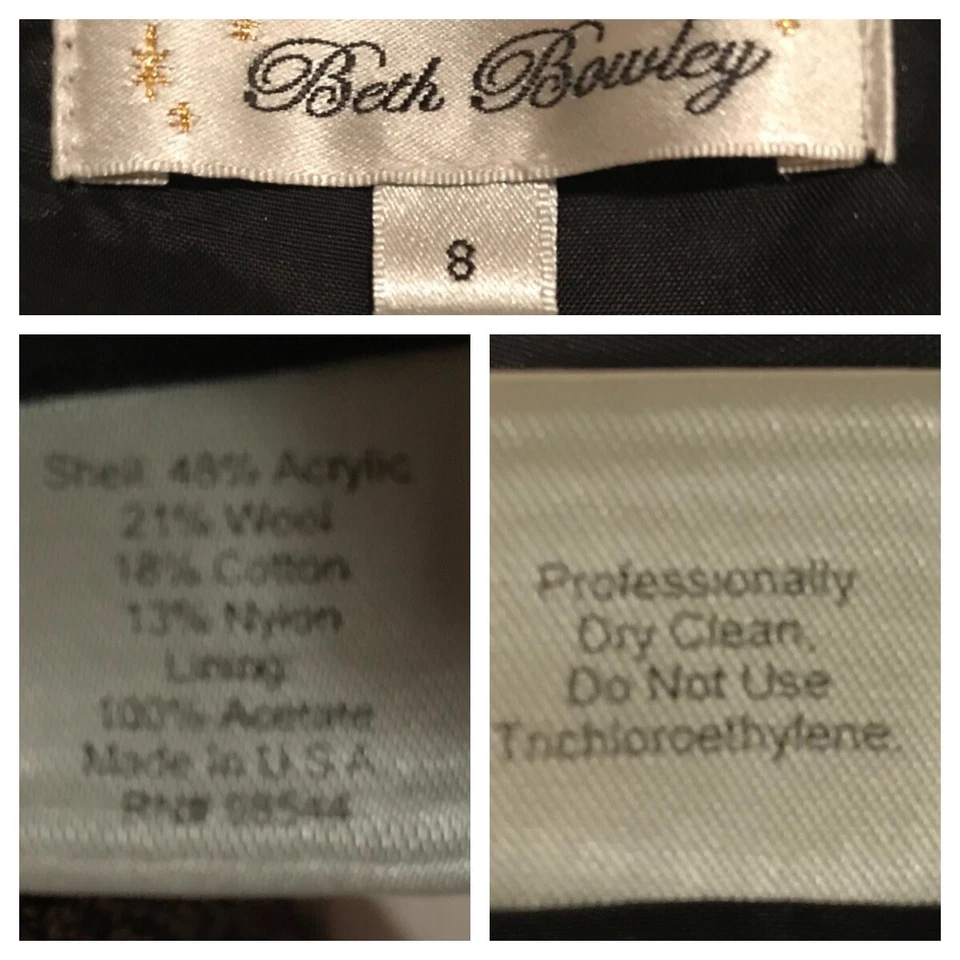 Beth Bowley
8
Shell: 48% Acrylic
21% Wool
18% Cotton
13% Nylon
Lining:
100% Acetate
Made in U.S.A.
RN# 98544
Professionally
Dry Clean.
Do Not Use
Trichloroethylene.